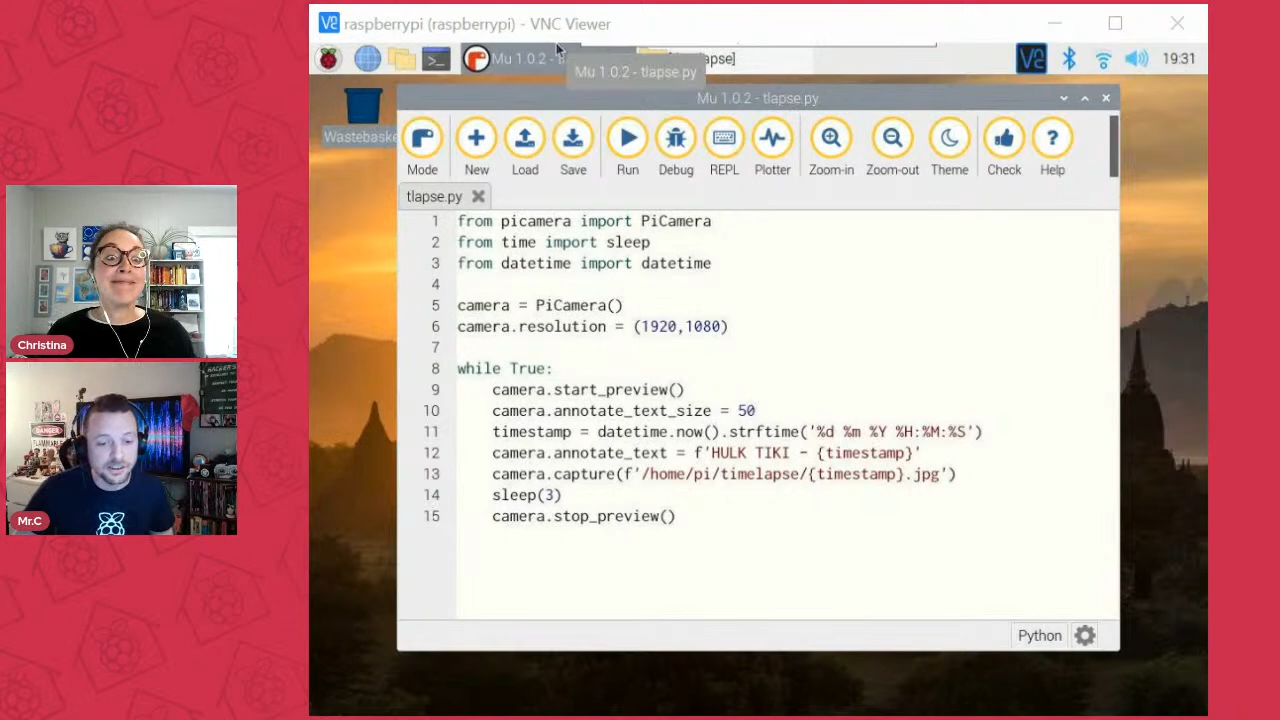 raspberrypi (raspberrypi) - VNC Viewer
Mu 1.0.2 -
lapse]
19:31
Mu 1.0.2 - tlapse.py
Mu 1.0.2 - tlapse.py
Wastebaske
Mode New Load Save Run Debug REPL Plotter Zoom-in Zoom-out Theme Check Help
tlapse.py
1 from picamera import PiCamera
2 from time import sleep
3 from datetime import datetime
4
5 camera = PiCamera()
6 camera.resolution = (1920,1080)
7
8 while True:
9 camera.start_preview()
10 camera.annotate_text_size = 50
11 timestamp = datetime.now().strftime('%d %m %Y %H:%M:%S')
12 camera.annotate_text = f'HULK TIKI - {timestamp}'
13 camera.capture(f'/home/pi/timelapse/{timestamp}.jpg')
14 sleep(3)
15 camera.stop_preview()
Python
Christina
DANGER
FLAMMABLE
Mr.C